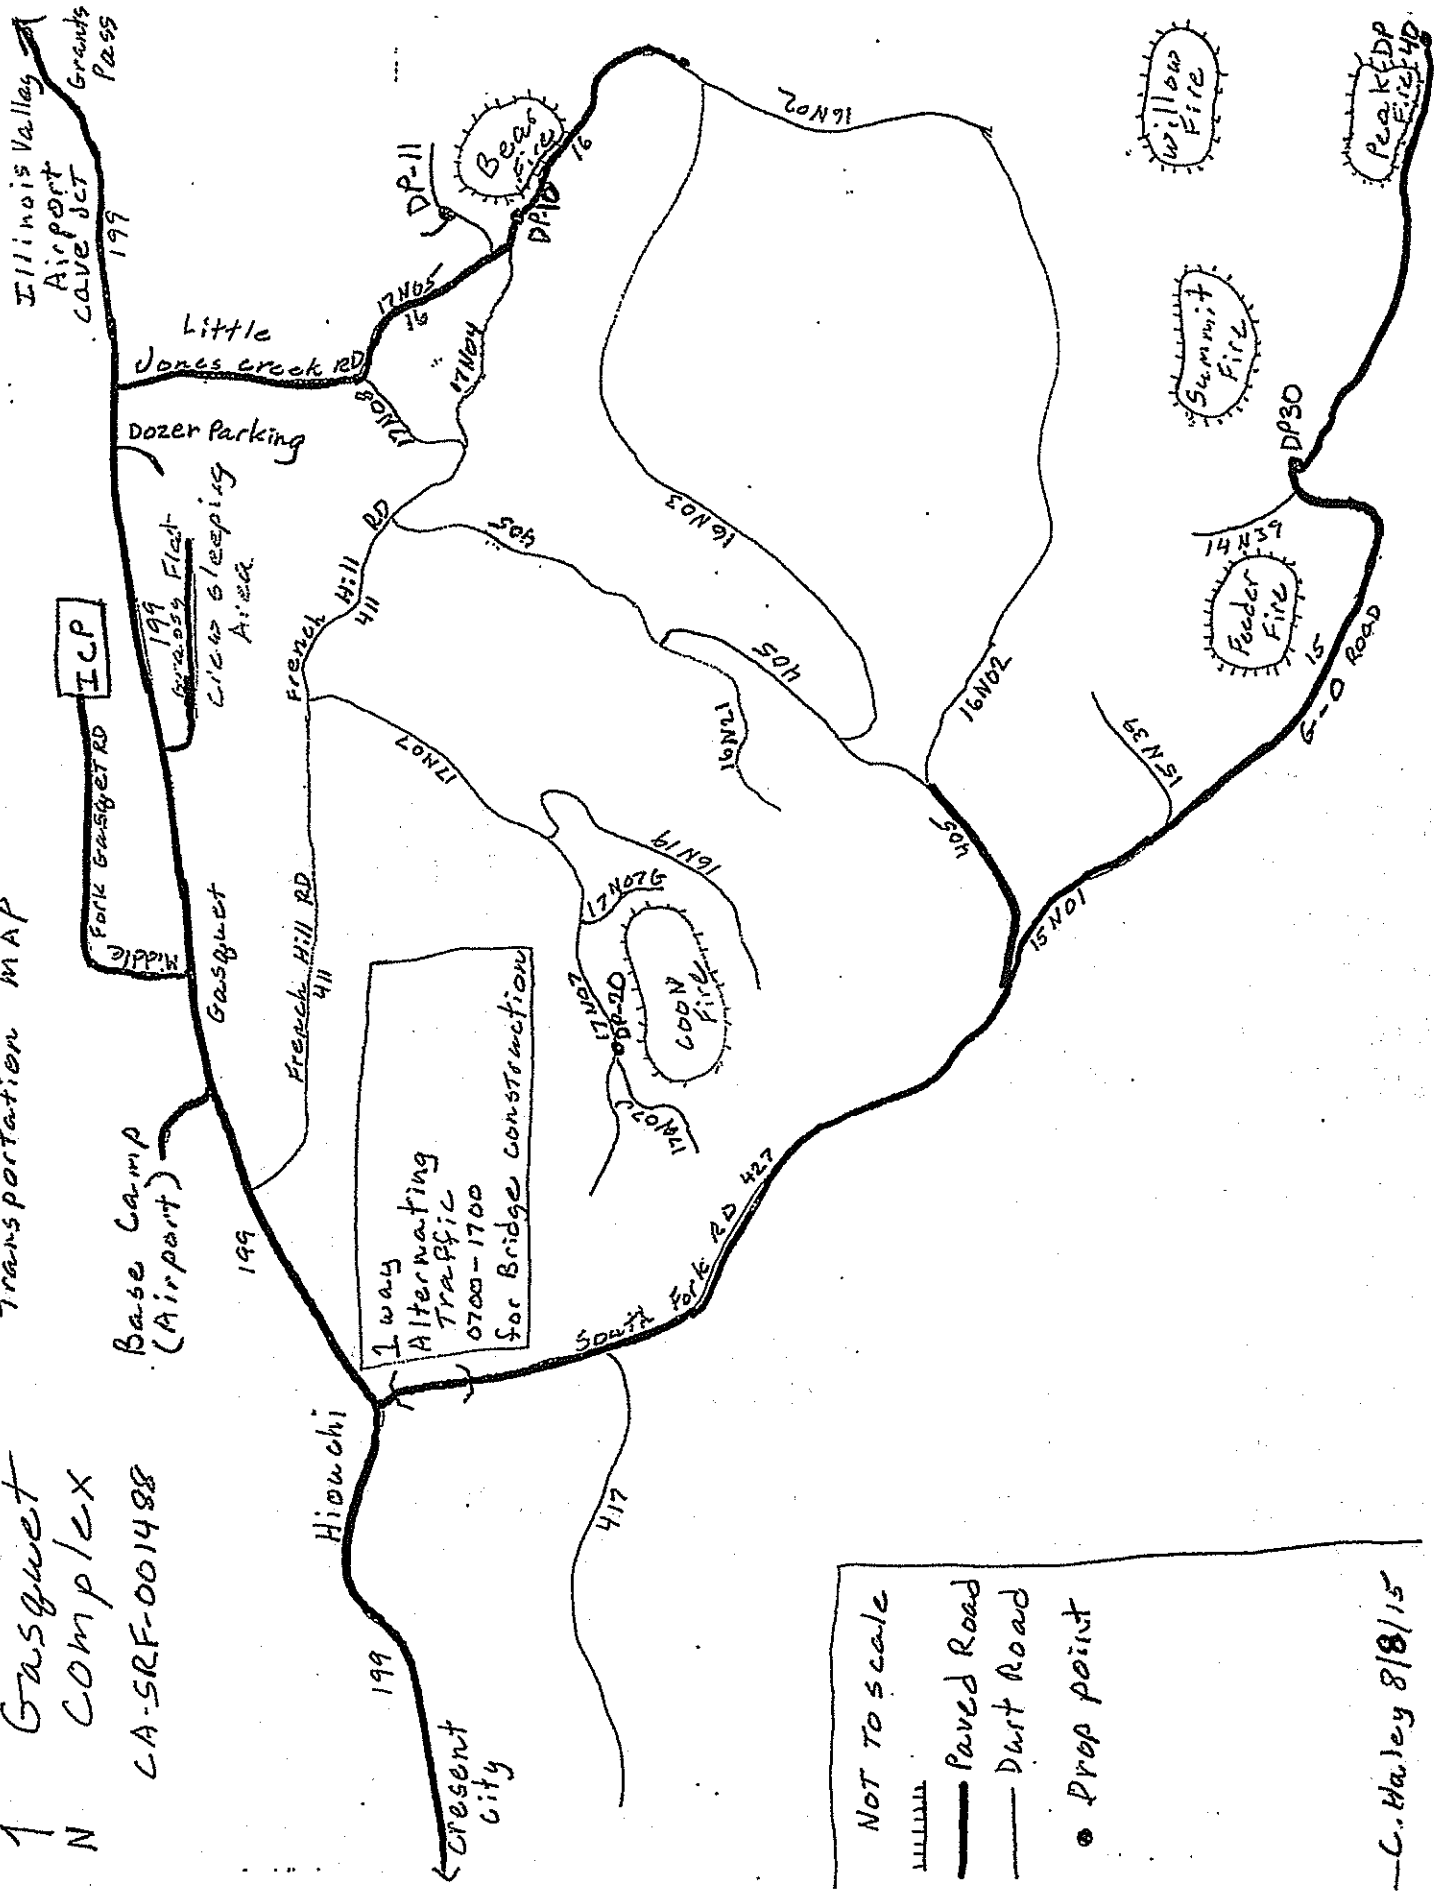 ↑
N
Gasquet
Complex
CA-SRF-001488
Transportation MAP
Illinois Valley
Airport
Cave JCT
Grants
Pass
199
Base Camp
(Airport)
199
Gasquet
Middle
Fork Gasquet RD
ICP
199
Grassy Flat
Crew sleeping
Area
Dozer Parking
Little
Jones Creek RD
17N05
16
17N04
17N08
DP-11
DP-10
Bear
Fire
16
16N02
French Hill RD
411
French Hill RD
411
405
16N03
405
16N21
16N02
17N07
16N19
17N07G
17N07
DP-20
17N07J
Coon
Fire
1 way
Alternating
Traffic
0700-1700
for Bridge construction
Hiouchi
199
Cresent
City
South Fork RD 427
417
405
15N01
15N39
15
G-O ROAD
14N39
Feeder
Fire
DP30
Summit
Fire
Willow
Fire
Peak
Fire
DP
40
NOT TO scale
Paved Road
Durt Road
Drop point
C. Haley 8/8/15